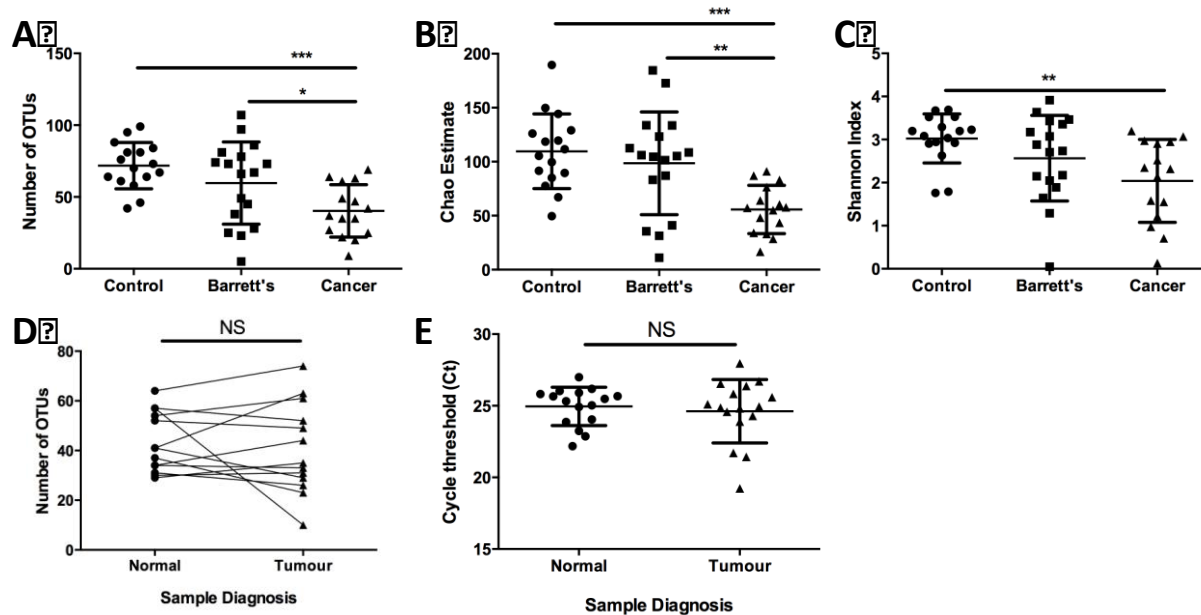 A
Number of OTUs
150
100
50
0
***
*
Control Barrett's Cancer
B
Chao Estimate
200
150
100
50
0
***
**
Control Barrett's Cancer
C
Shannon Index
5
4
3
2
1
0
**
Control Barrett's Cancer
D
Number of OTUs
80
60
40
20
0
NS
Normal Tumour
Sample Diagnosis
E
Cycle threshold (Ct)
30
25
20
15
NS
Normal Tumour
Sample Diagnosis